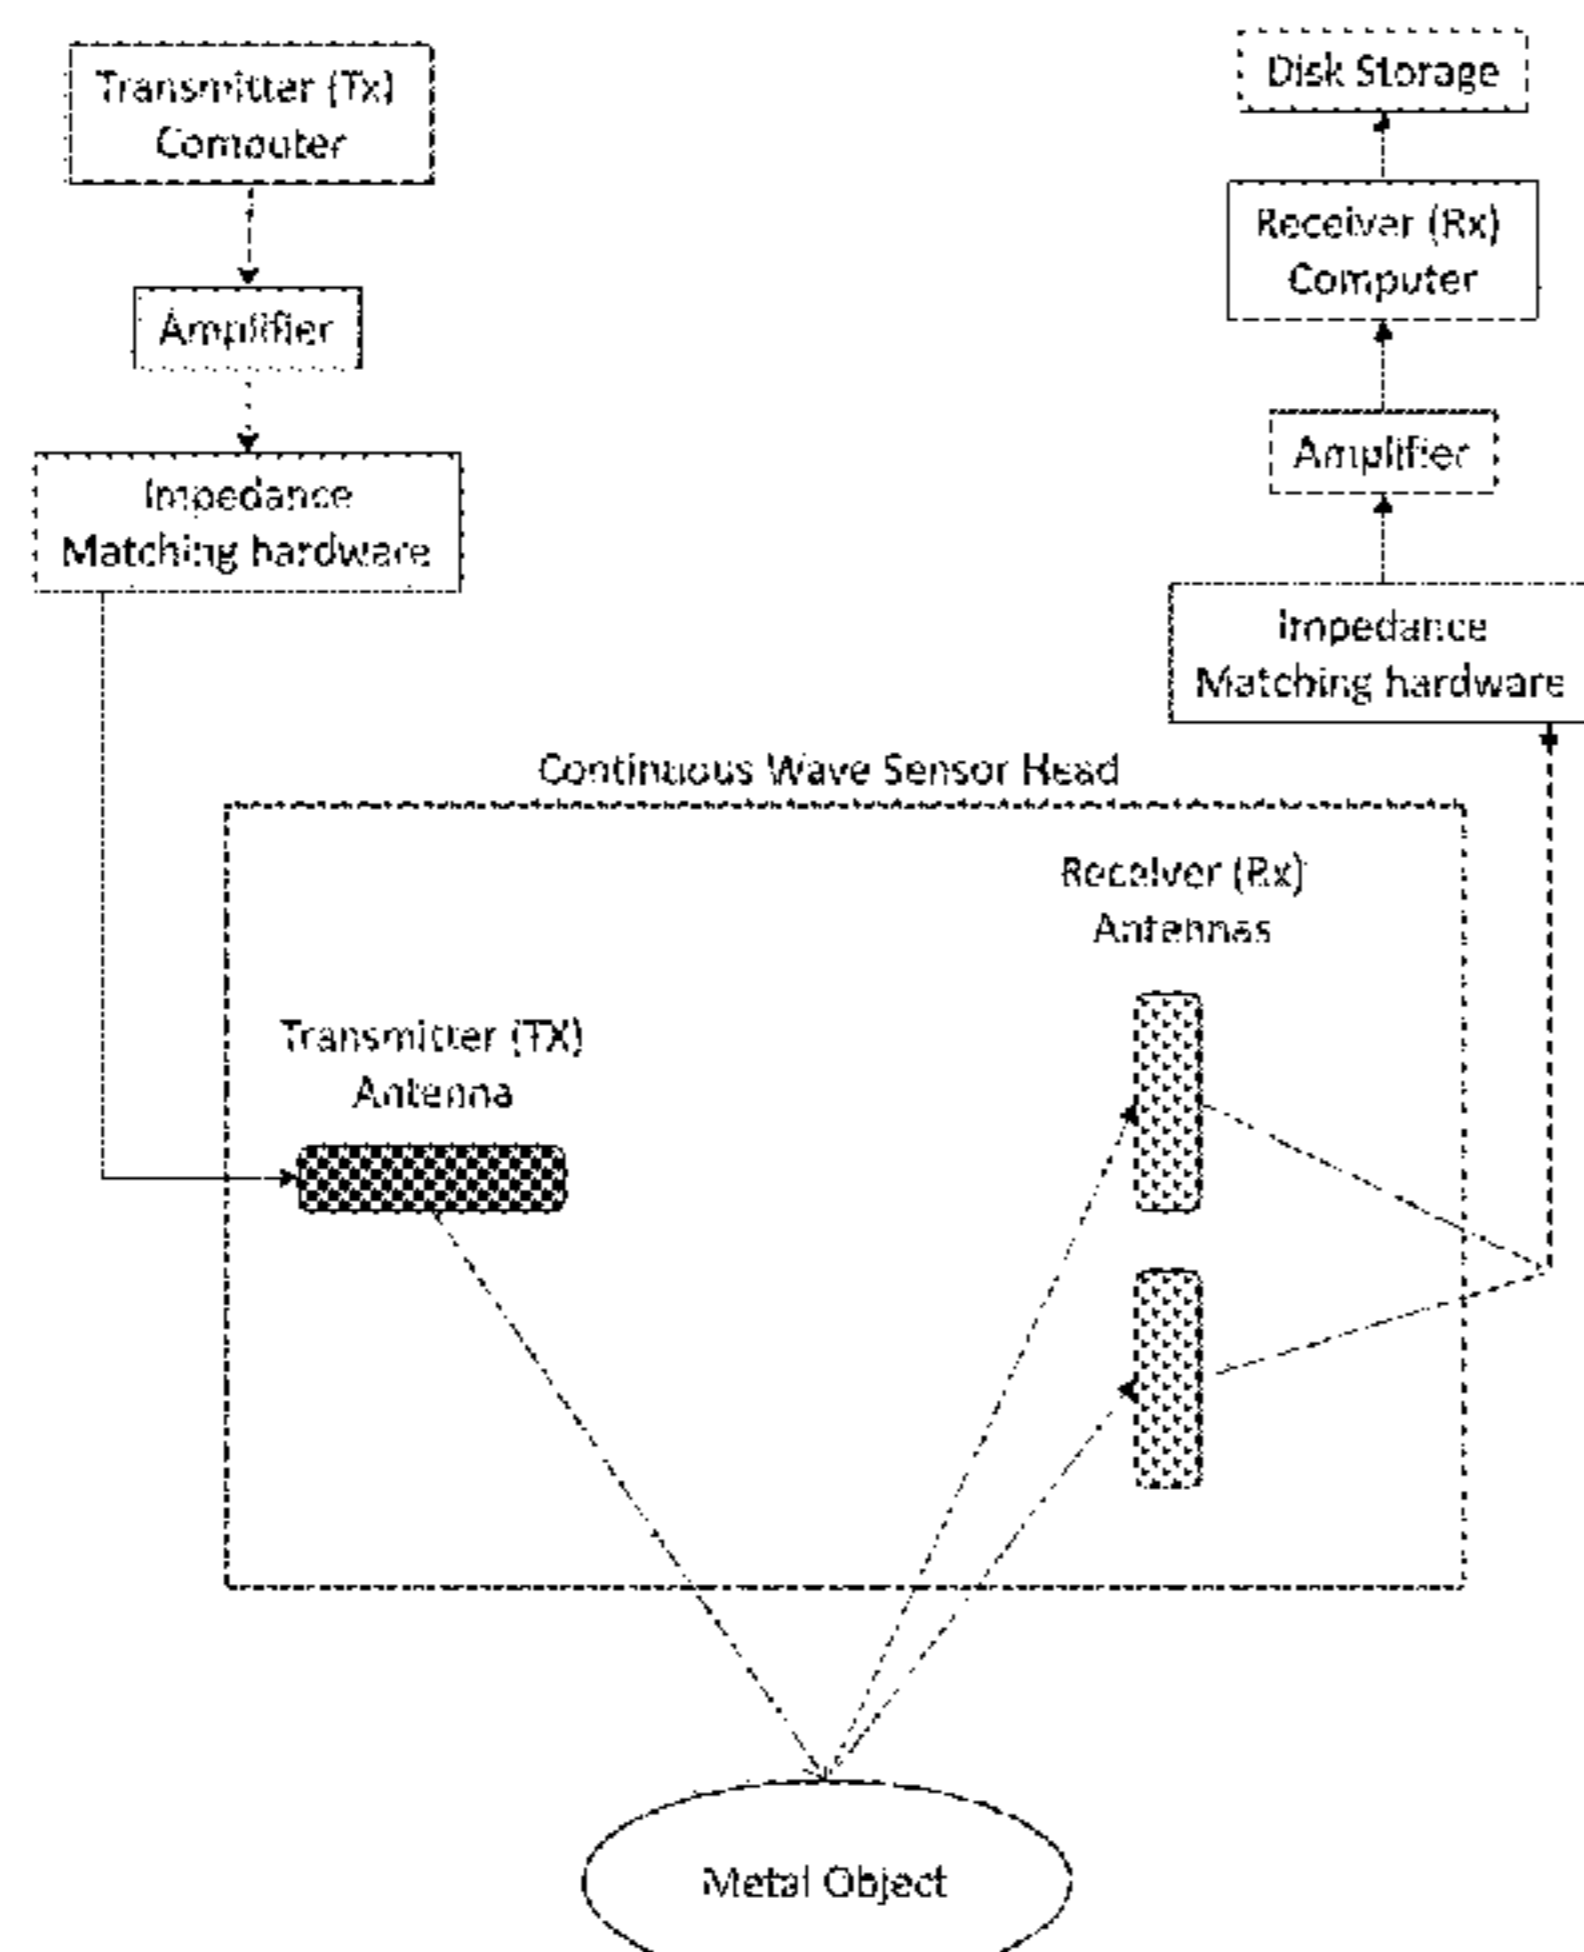 Transmitter (Tx)
Comouter
Amplifier
Impedance
Matching hardware
Disk Storage
Receiver (Rx)
Computer
Amplifier
Impedance
Matching hardware
Continuous Wave Sensor Head
Receiver (Rx)
Antennas
Transmitter (TX)
Antenna
Metal Object